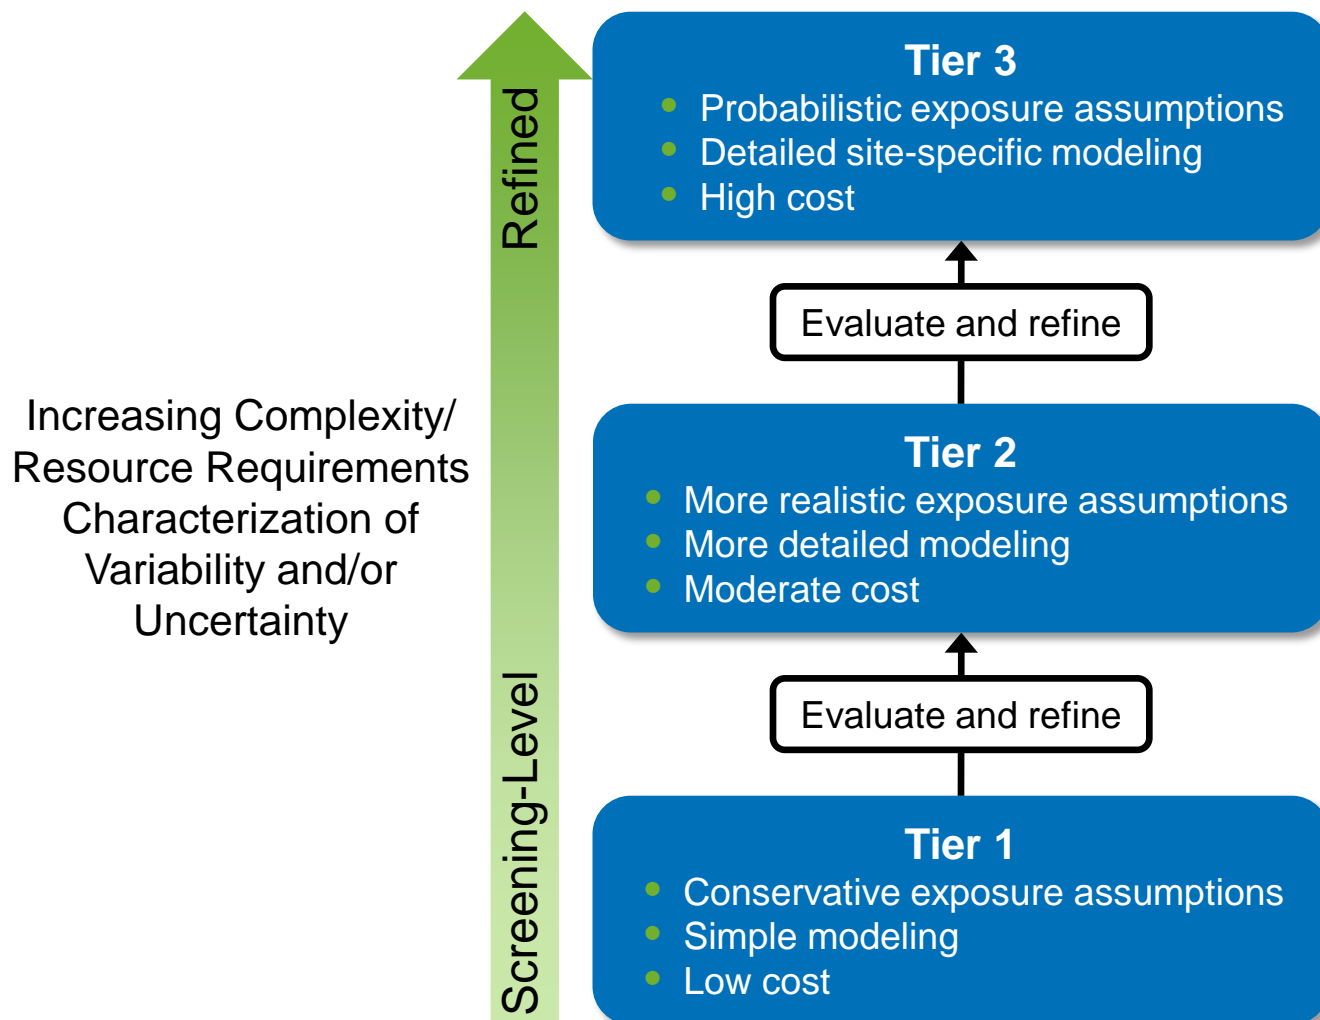 Tier 3
Probabilistic exposure assumptions
Detailed site-specific modeling
High cost
Refined
Evaluate and refine
Increasing Complexity/
Resource Requirements
Characterization of
Variability and/or
Uncertainty
Tier 2
More realistic exposure assumptions
More detailed modeling
Moderate cost
Evaluate and refine
Screening-Level
Tier 1
Conservative exposure assumptions
Simple modeling
Low cost